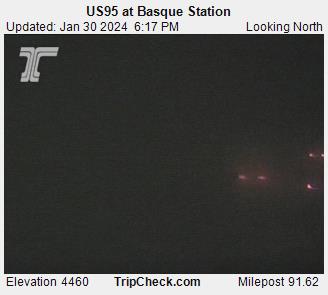 US95 at Basque Station
Updated: Jan 30 2024 6:17 PM Looking North
Elevation 4460 TripCheck.com Milepost 91.62